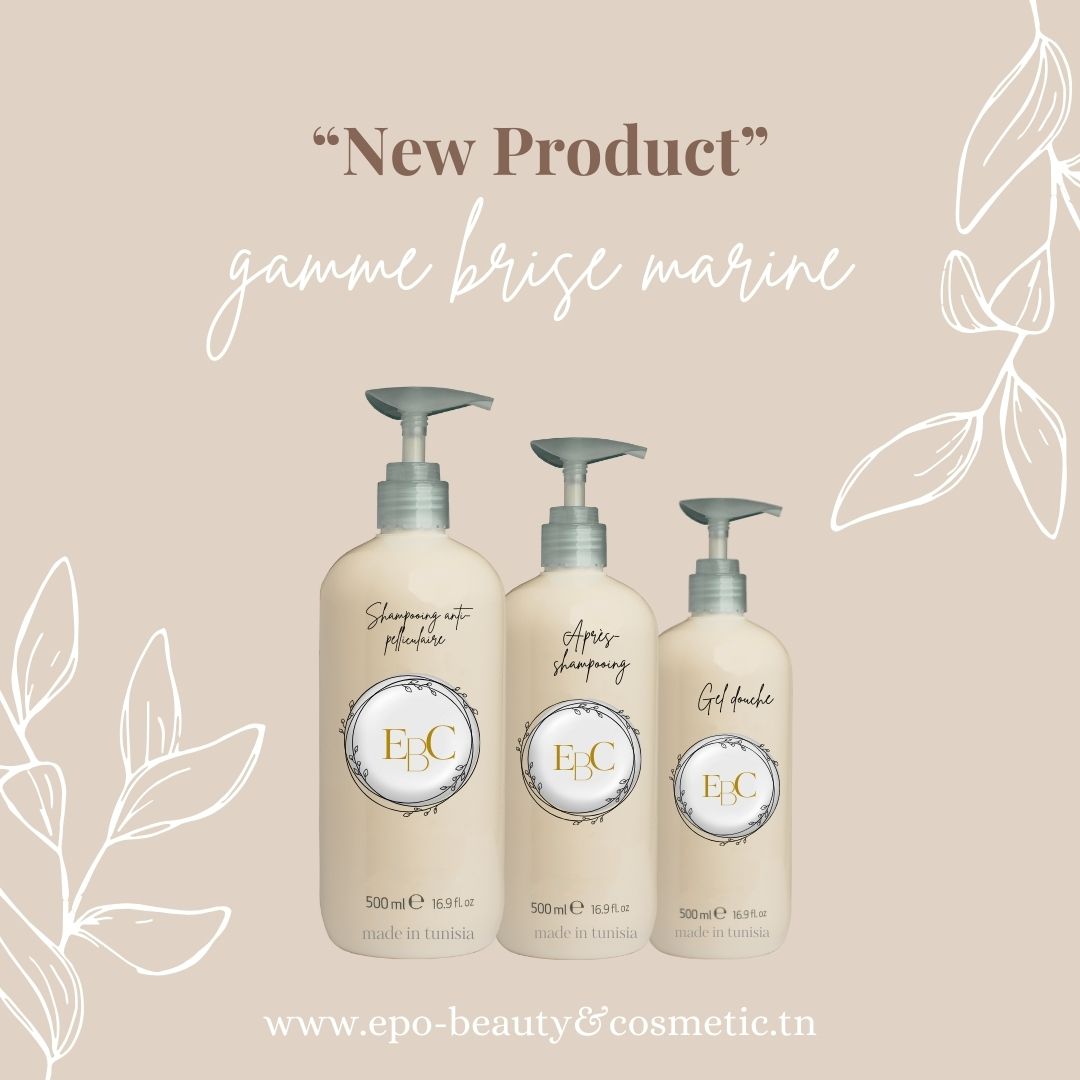 “New Product”
gamme brise marine
Shampooing anti-
pelliculaire
EBC
500 ml ℮ 16.9 fl. oz
made in tunisia
Après-
shampooing
EBC
500 ml ℮ 16.9 fl. oz
made in tunisia
Gel douche
EBC
500 ml ℮ 16.9 fl. oz
made in tunisia
www.epo-beauty&cosmetic.tn